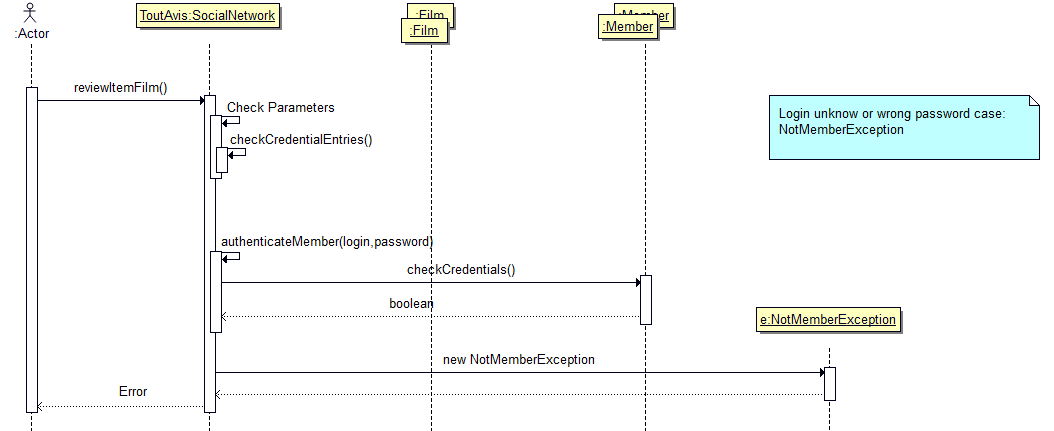 :Actor
ToutAvis:SocialNetwork
:Film
:Film
:Member
:Member
reviewItemFilm()
Check Parameters
checkCredentialEntries()
Login unknow or wrong password case:
NotMemberException
authenticateMember(login,password)
checkCredentials()
boolean
e:NotMemberException
new NotMemberException
Error